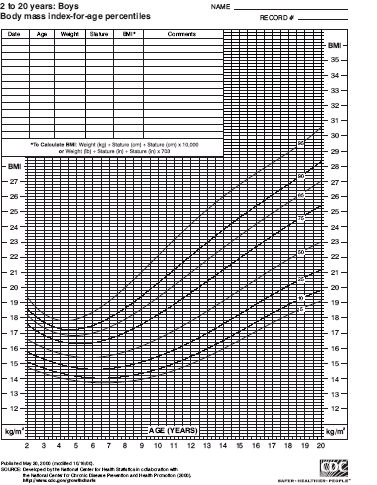 2 to 20 years: Boys
Body mass index-for-age percentiles
NAME
RECORD #
Date Age Weight Stature BMI* Comments
*To Calculate BMI: Weight (kg) ÷ Stature (cm) ÷ Stature (cm) x 10,000
or Weight (lb) ÷ Stature (in) ÷ Stature (in) x 703
BMI
35
34
33
32
31
30
29
BMI 28
27 27
26 26
25 25
24 24
23 23
22 22
21 21
20 20
19 19
18 18
17 17
16 16
15 15
14 14
13 13
12 12
95
90
85
75
50
25
10
5
kg/m² AGE (YEARS) kg/m²
2 3 4 5 6 7 8 9 10 11 12 13 14 15 16 17 18 19 20
Published May 30, 2000 (modified 10/16/00).
SOURCE: Developed by the National Center for Health Statistics in collaboration with
the National Center for Chronic Disease Prevention and Health Promotion (2000).
http://www.cdc.gov/growthcharts
CDC
SAFER · HEALTHIER · PEOPLE™